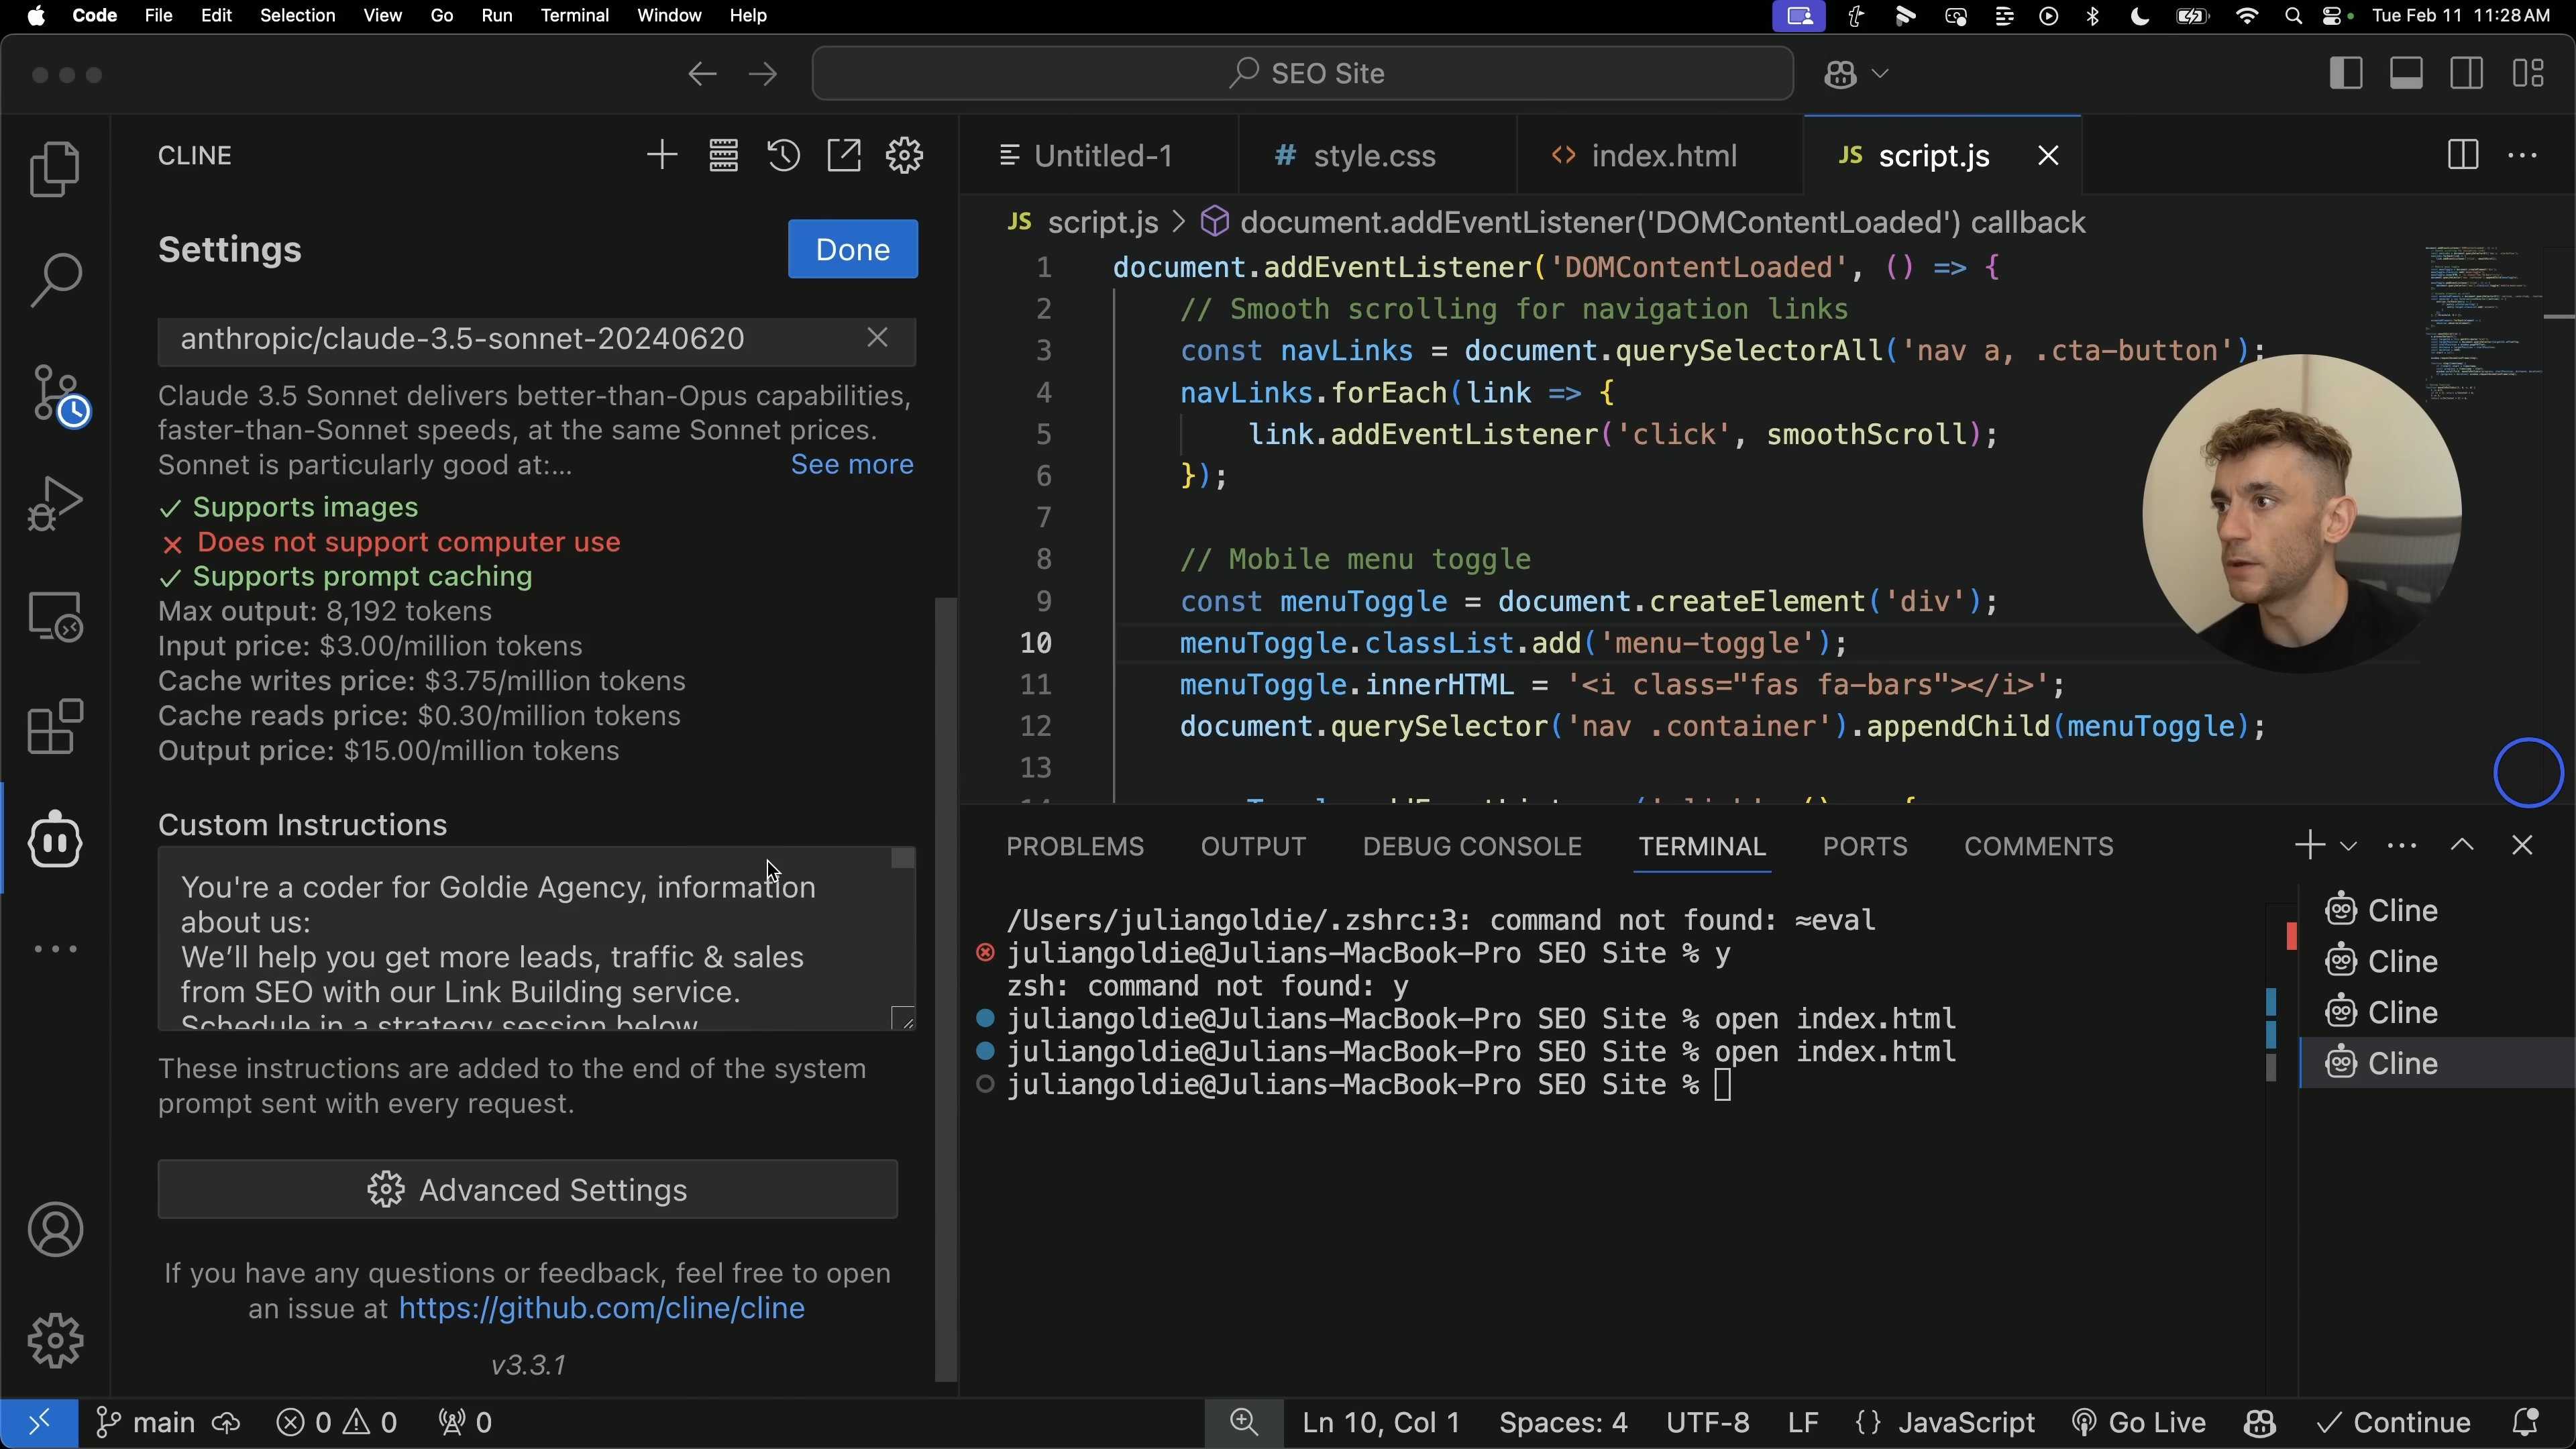 Code File Edit Selection View Go Run Terminal Window Help
Tue Feb 11 11:28 AM
SEO Site
CLINE
Settings
Done
anthropic/claude-3.5-sonnet-20240620
Claude 3.5 Sonnet delivers better-than-Opus capabilities,
faster-than-Sonnet speeds, at the same Sonnet prices.
Sonnet is particularly good at:...
See more
Supports images
Does not support computer use
Supports prompt caching
Max output: 8,192 tokens
Input price: $3.00/million tokens
Cache writes price: $3.75/million tokens
Cache reads price: $0.30/million tokens
Output price: $15.00/million tokens
Custom Instructions
You're a coder for Goldie Agency, information
about us:
We’ll help you get more leads, traffic & sales
from SEO with our Link Building service.
Schedule in a strategy session below
These instructions are added to the end of the system
prompt sent with every request.
Advanced Settings
If you have any questions or feedback, feel free to open
an issue at https://github.com/cline/cline
v3.3.1
Untitled-1 # style.css <> index.html JS script.js
JS script.js > document.addEventListener('DOMContentLoaded') callback
1 document.addEventListener('DOMContentLoaded', () => {
2 // Smooth scrolling for navigation links
3 const navLinks = document.querySelectorAll('nav a, .cta-button');
4 navLinks.forEach(link => {
5 link.addEventListener('click', smoothScroll);
6 });
7
8 // Mobile menu toggle
9 const menuToggle = document.createElement('div');
10 menuToggle.classList.add('menu-toggle');
11 menuToggle.innerHTML = '<i class="fas fa-bars"></i>';
12 document.querySelector('nav .container').appendChild(menuToggle);
13
PROBLEMS OUTPUT DEBUG CONSOLE TERMINAL PORTS COMMENTS
/Users/juliangoldie/.zshrc:3: command not found: ≈eval
juliangoldie@Julians-MacBook-Pro SEO Site % y
zsh: command not found: y
juliangoldie@Julians-MacBook-Pro SEO Site % open index.html
juliangoldie@Julians-MacBook-Pro SEO Site % open index.html
juliangoldie@Julians-MacBook-Pro SEO Site %
Cline
Cline
Cline
Cline
main 0 0 0 Ln 10, Col 1 Spaces: 4 UTF-8 LF {} JavaScript Go Live Continue